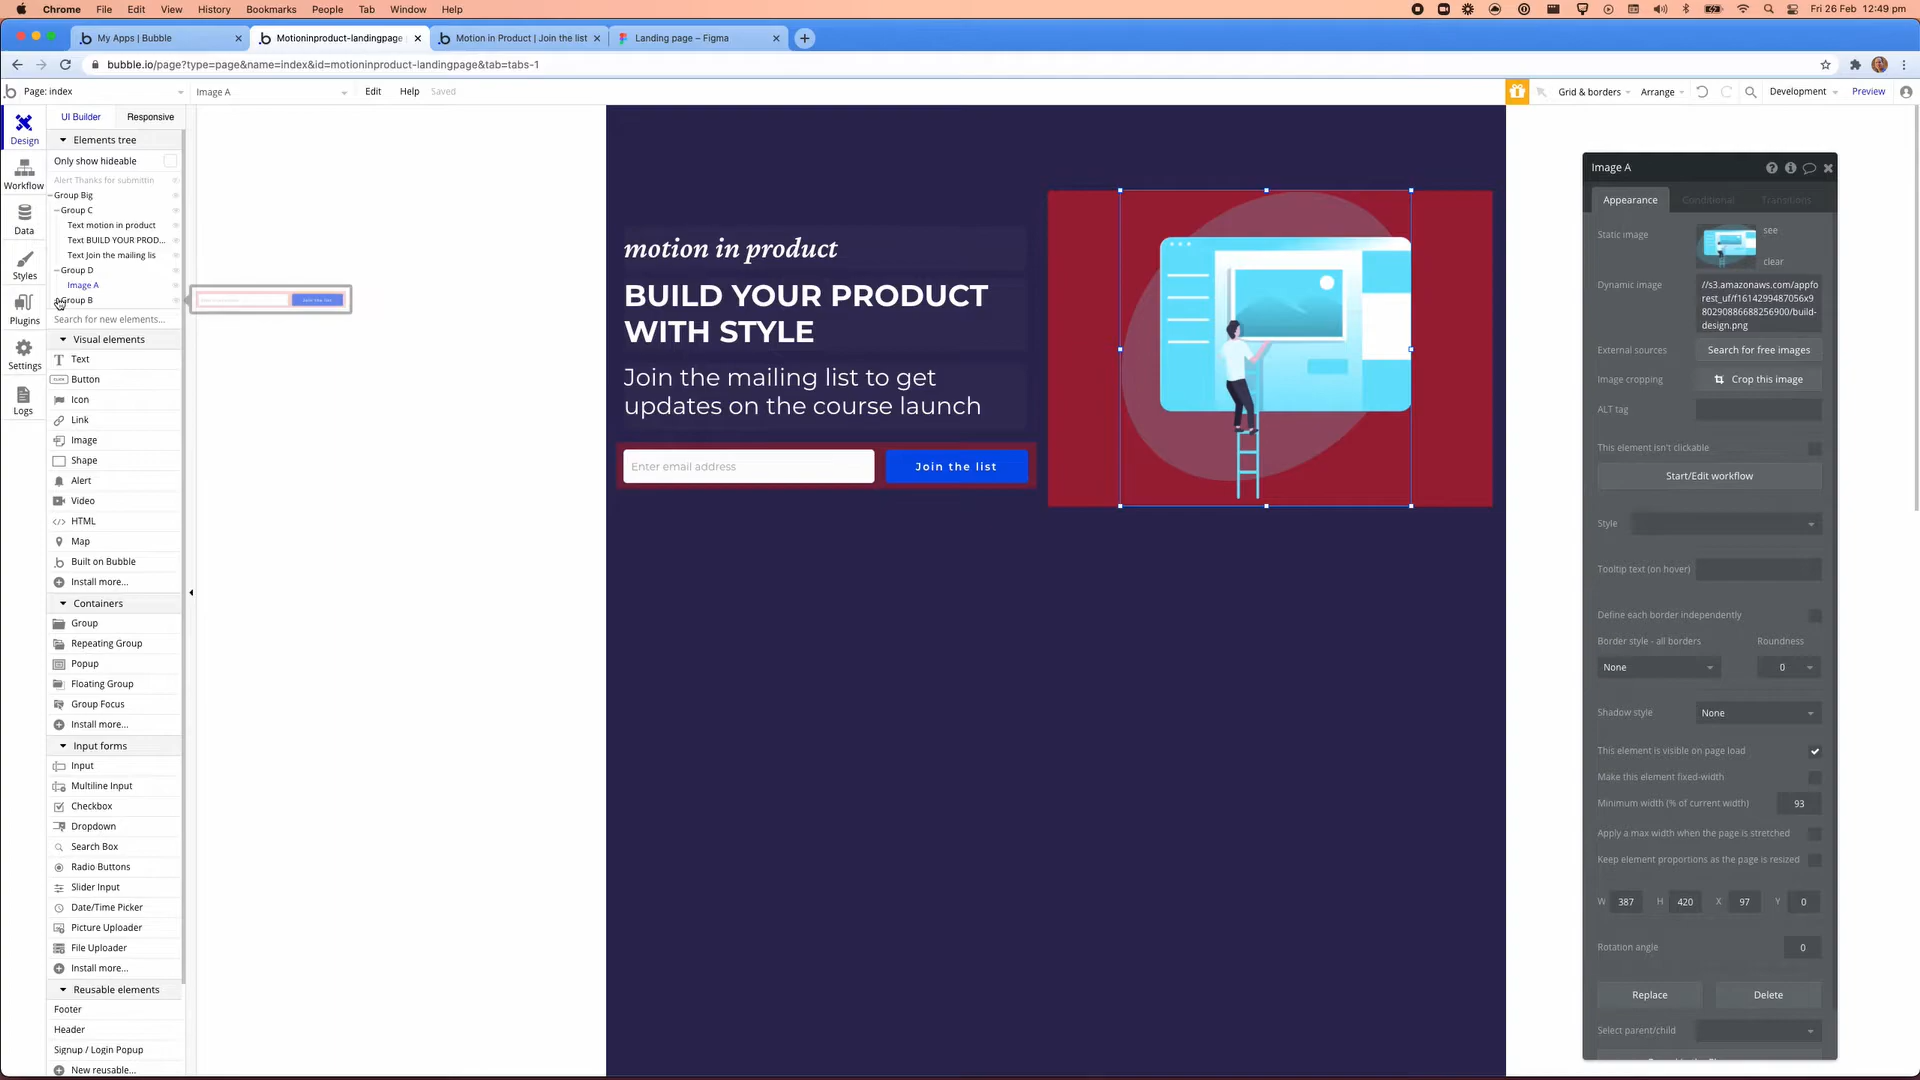 Chrome File Edit View History Bookmarks People Tab Window Help
Fri 26 Feb 12:49 pm
My Apps | Bubble
Motioninproduct-landingpage
Motion in Product | Join the list
Landing page – Figma
bubble.io/page?type=page&name=index&id=motioninproduct-landingpage&tab=tabs-1
Page: index
Image A
Edit
Help
Saved
Grid & borders
Arrange
Development
Preview
Design
Workflow
Data
Styles
Plugins
Settings
Logs
UI Builder
Responsive
Elements tree
Only show hideable
Alert Thanks for submittin
Group Big
Group C
Text motion in product
Text BUILD YOUR PROD...
Text Join the mailing lis
Group D
Image A
Group B
Search for new elements...
Visual elements
Text
Button
Icon
Link
Image
Shape
Alert
Video
HTML
Map
Built on Bubble
Install more...
Containers
Group
Repeating Group
Popup
Floating Group
Group Focus
Install more...
Input forms
Input
Multiline Input
Checkbox
Dropdown
Search Box
Radio Buttons
Slider Input
Date/Time Picker
Picture Uploader
File Uploader
Install more...
Reusable elements
Footer
Header
Signup / Login Popup
New reusable...
motion in product
BUILD YOUR PRODUCT
WITH STYLE
Join the mailing list to get
updates on the course launch
Enter email address
Join the list
Image A
Appearance
Conditional
Transitions
Static image
see
clear
Dynamic image
//s3.amazonaws.com/appfo
rest_uf/f1614299487056x9
80290886688256900/build-
design.png
External sources
Search for free images
Image cropping
Crop this image
ALT tag
This element isn't clickable
Start/Edit workflow
Style
Tooltip text (on hover)
Define each border independently
Border style - all borders
Roundness
None
0
Shadow style
None
This element is visible on page load
Make this element fixed-width
Minimum width (% of current width)
93
Apply a max width when the page is stretched
Keep element proportions as the page is resized
W 387 H 420 X 97 Y 0
Rotation angle
0
Replace
Delete
Select parent/child